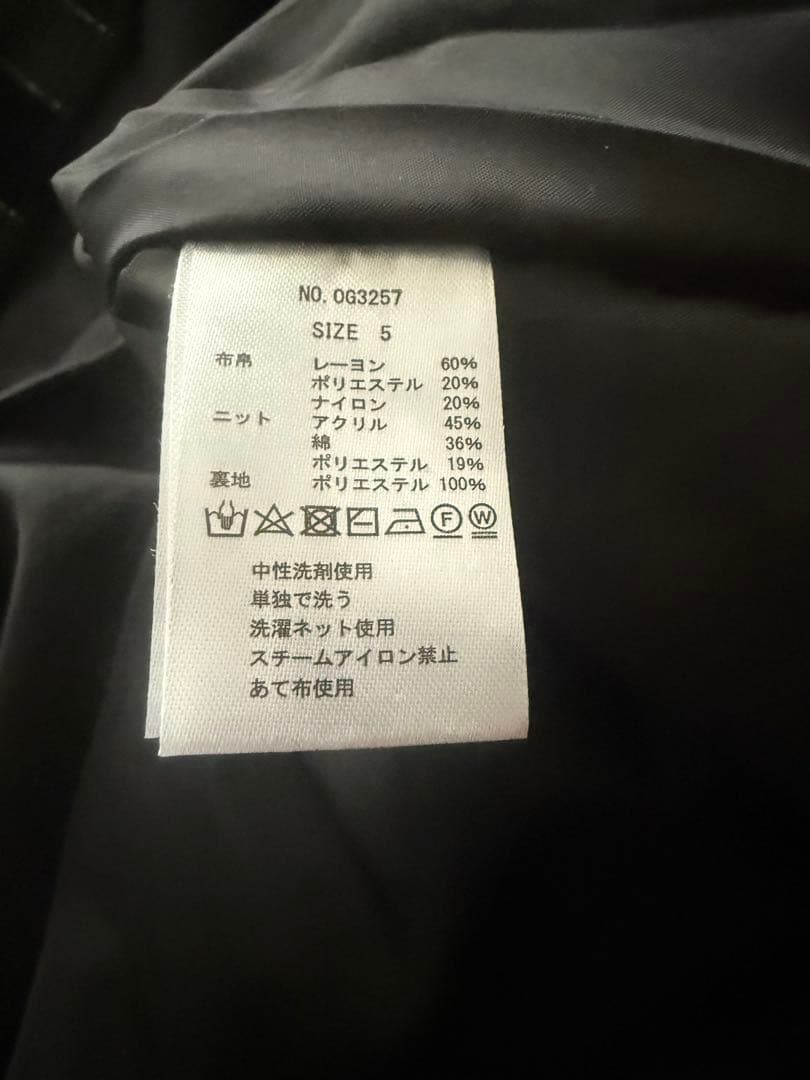 NO. OG3257
SIZE 5
布帛 レーヨン 60%
ポリエステル 20%
ナイロン 20%
ニット アクリル 45%
綿 36%
ポリエステル 19%
裏地 ポリエステル 100%
F W
中性洗剤使用
単独で洗う
洗濯ネット使用
スチームアイロン禁止
あて布使用